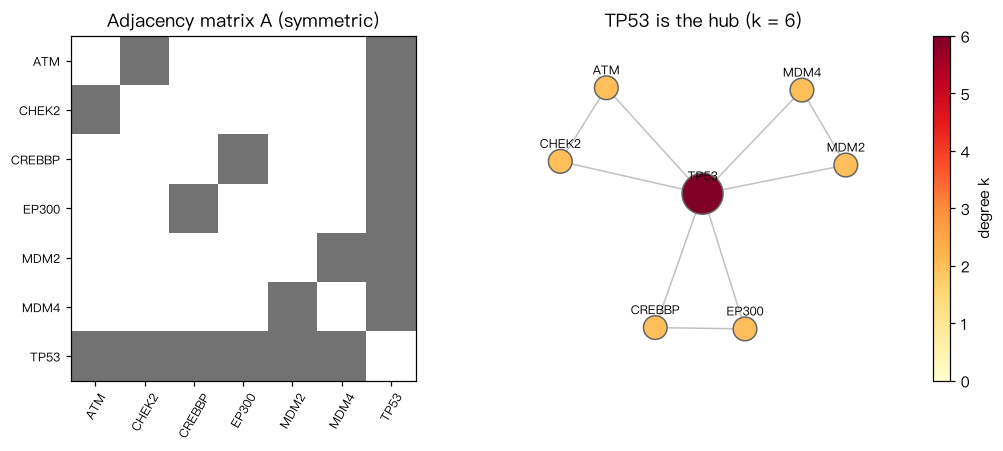 Adjacency matrix A (symmetric)
ATM
CHEK2
CREBBP
EP300
MDM2
MDM4
TP53
ATM
CHEK2
CREBBP
EP300
MDM2
MDM4
TP53
TP53 is the hub (k = 6)
ATM
MDM4
CHEK2
MDM2
TP53
CREBBP
EP300
6
5
4
3
2
1
0
degree k